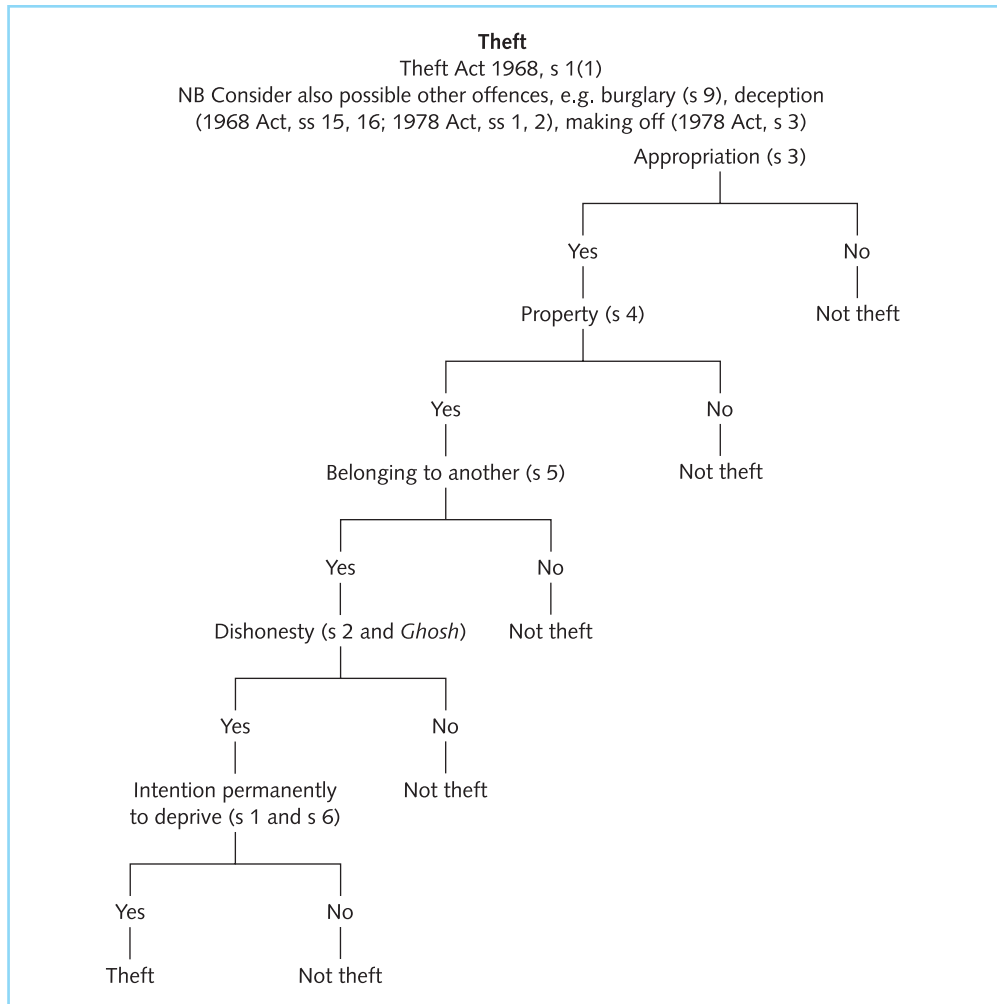 Theft
Theft Act 1968, s 1(1)
NB Consider also possible other offences, e.g. burglary (s 9), deception
(1968 Act, ss 15, 16; 1978 Act, ss 1, 2), making off (1978 Act, s 3)
Appropriation (s 3)
Yes
No
Property (s 4)
Not theft
Yes
No
Belonging to another (s 5)
Not theft
Yes
No
Dishonesty (s 2 and Ghosh)
Not theft
Yes
No
Intention permanently
to deprive (s 1 and s 6)
Not theft
Yes
No
Theft
Not theft